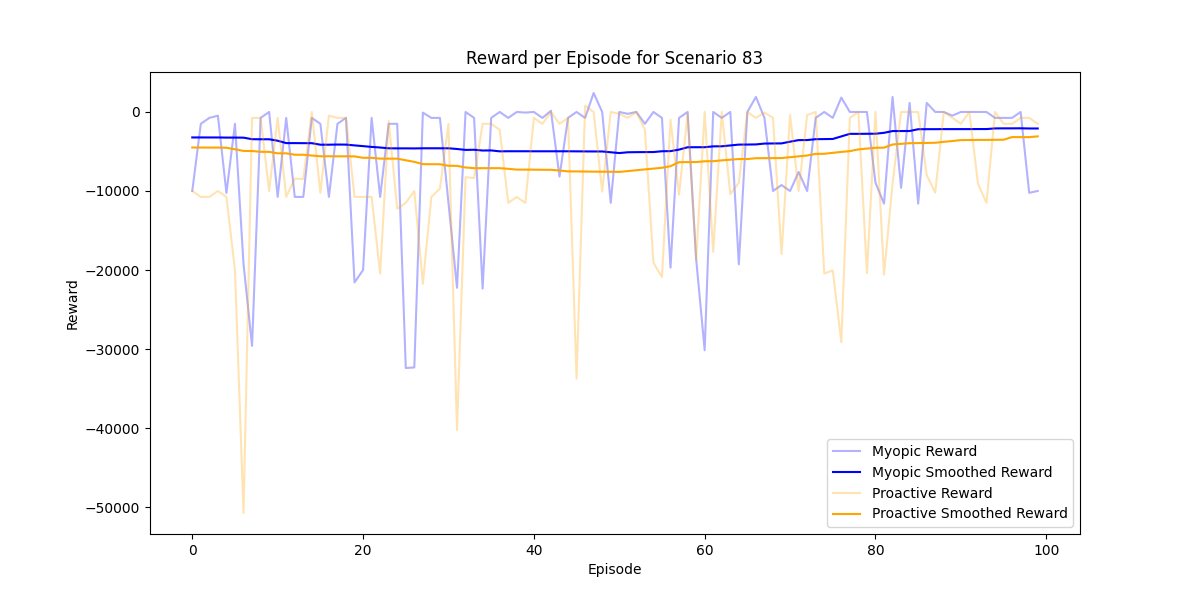 Reward per Episode for Scenario 83
Reward
0
−10000
−20000
−30000
−40000
−50000
0 20 40 60 80 100
Episode
Myopic Reward
Myopic Smoothed Reward
Proactive Reward
Proactive Smoothed Reward